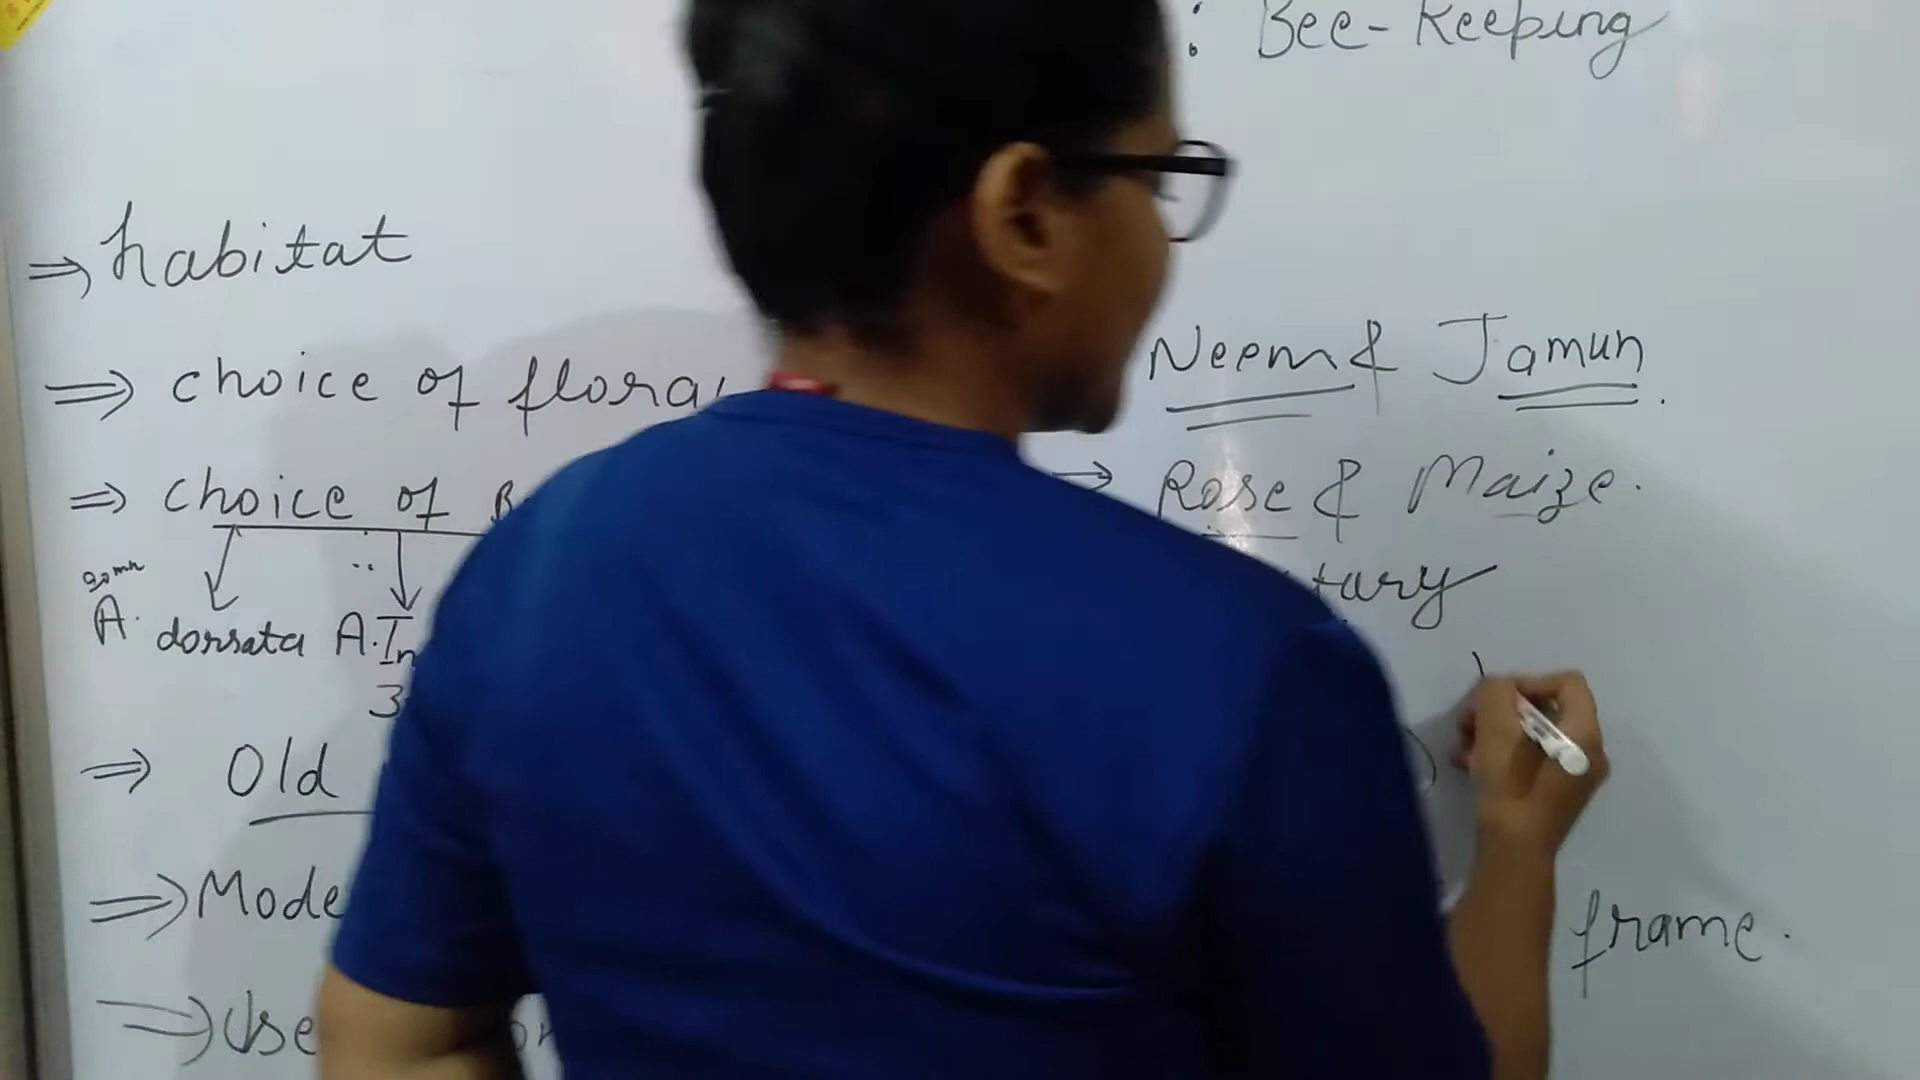 : Bee-Keeping
⇒ habitat
Neem & Jamun.
⇒ choice of flora
→ Rose & Maize.
⇒ choice of B
A. dorsata A. In
3
⇒ Old
⇒ Mode
frame.
⇒ Use